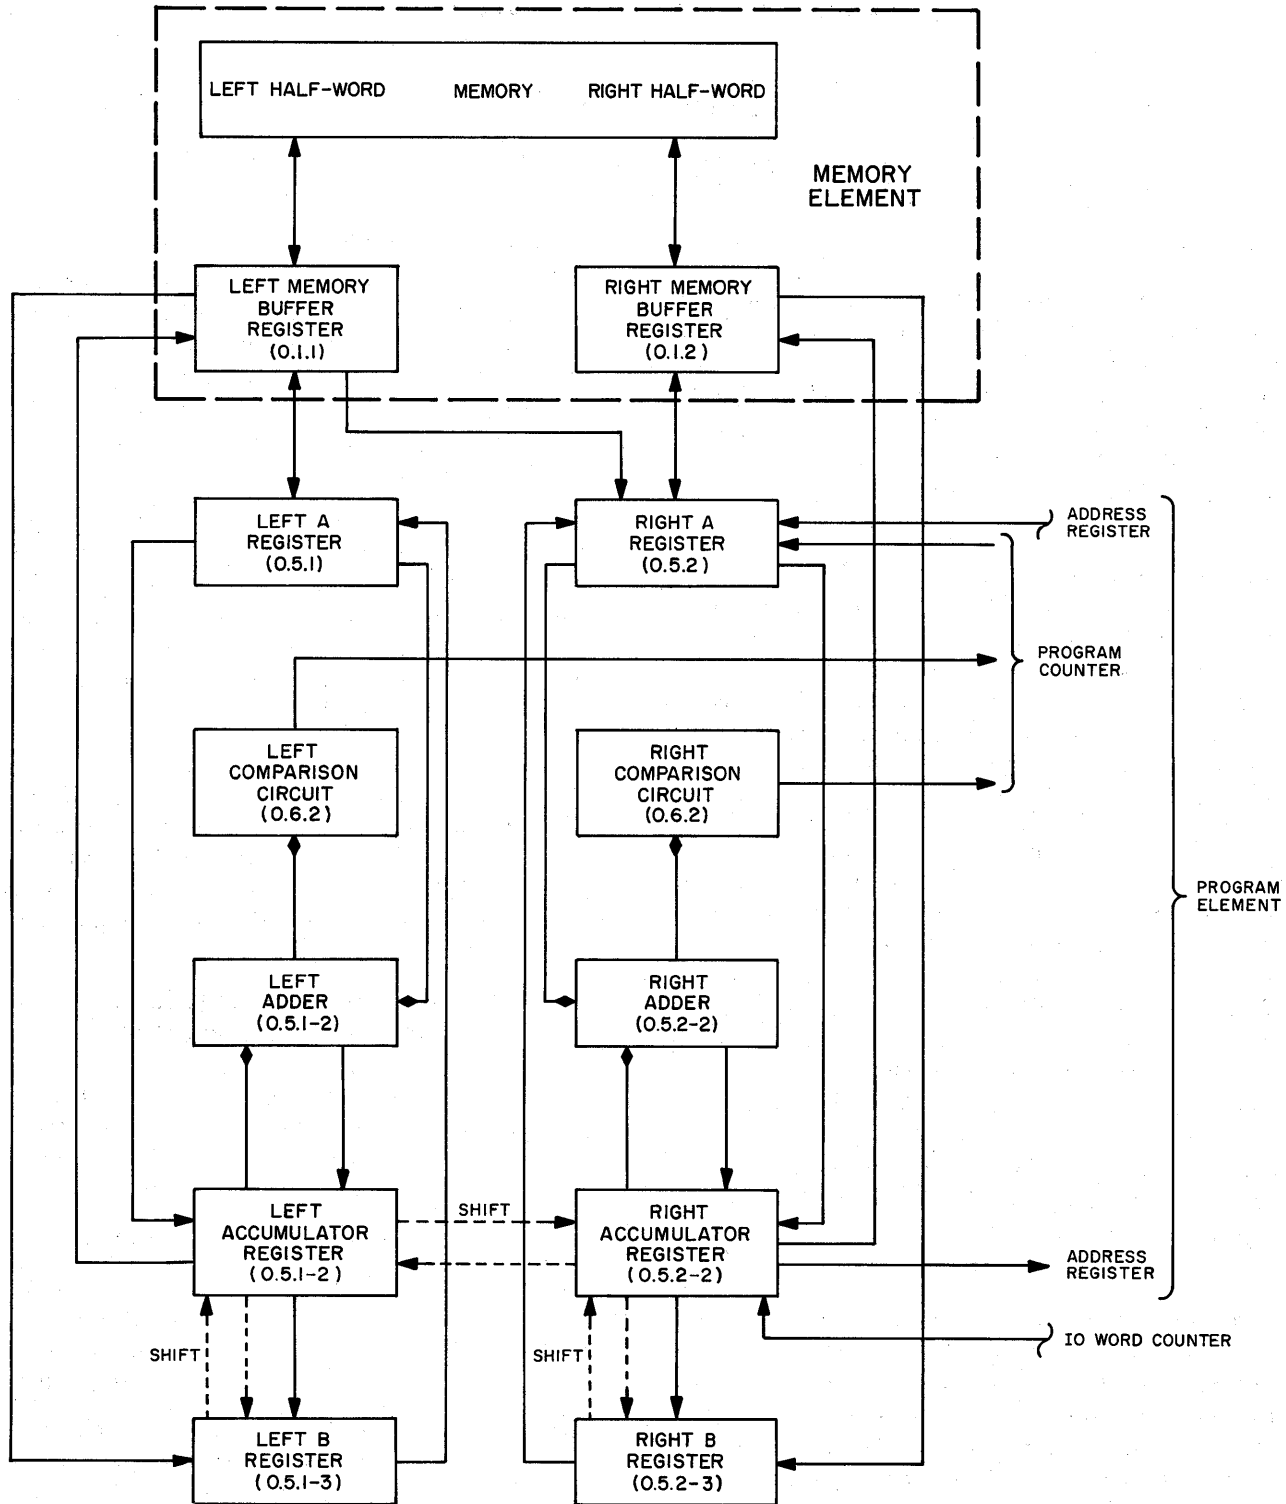 LEFT HALF-WORD MEMORY RIGHT HALF-WORD
MEMORY
ELEMENT
LEFT MEMORY
BUFFER
REGISTER
(0.1.1)
RIGHT MEMORY
BUFFER
REGISTER
(0.1.2)
LEFT A
REGISTER
(0.5.1)
RIGHT A
REGISTER
(0.5.2)
ADDRESS
REGISTER
PROGRAM
COUNTER
LEFT
COMPARISON
CIRCUIT
(0.6.2)
RIGHT
COMPARISON
CIRCUIT
(0.6.2)
PROGRAM
ELEMENT
LEFT
ADDER
(0.5.1-2)
RIGHT
ADDER
(0.5.2-2)
LEFT
ACCUMULATOR
REGISTER
(0.5.1-2)
SHIFT
RIGHT
ACCUMULATOR
REGISTER
(0.5.2-2)
ADDRESS
REGISTER
IO WORD COUNTER
SHIFT
SHIFT
LEFT B
REGISTER
(0.5.1-3)
RIGHT B
REGISTER
(0.5.2-3)